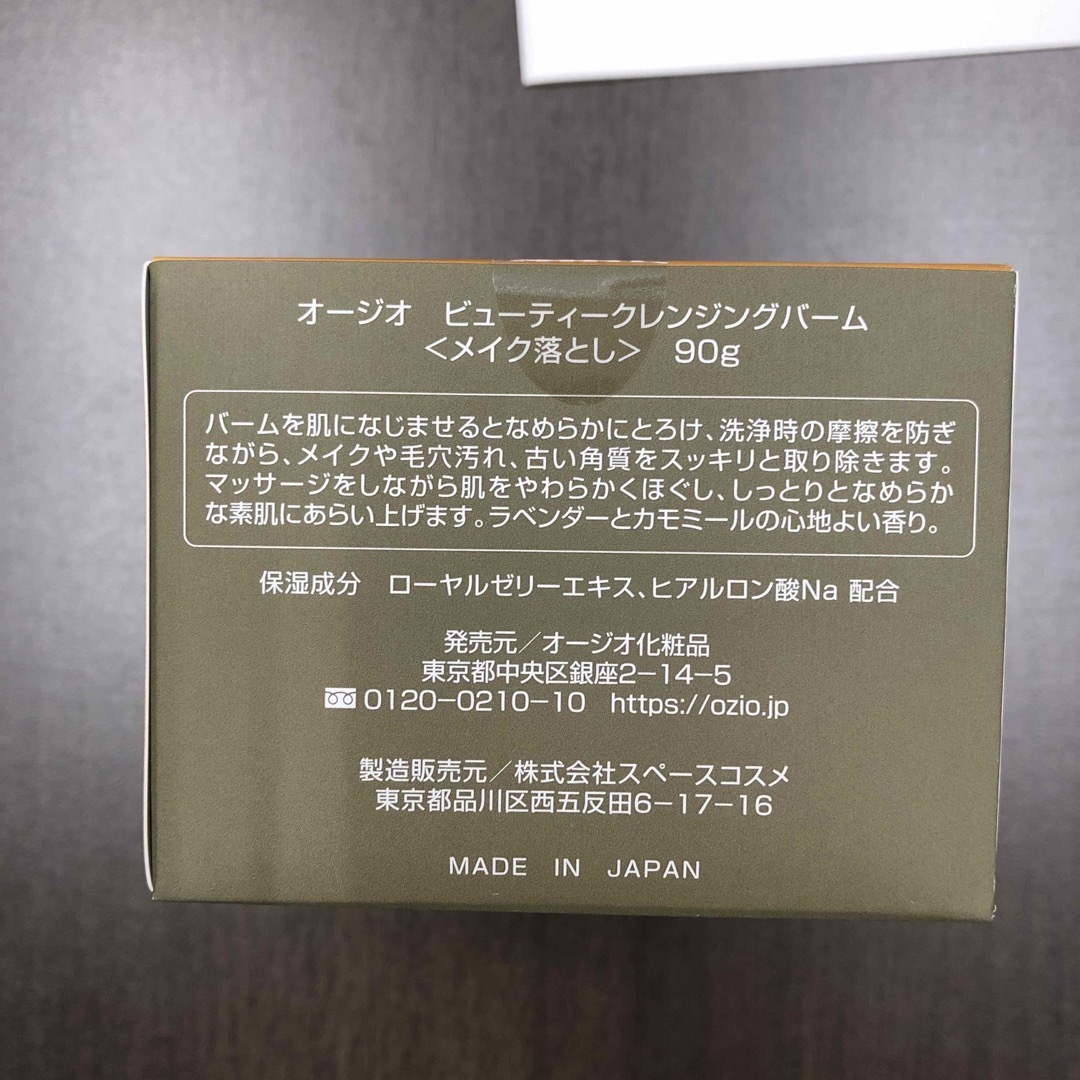 オージオ　ビューティークレンジングバーム
＜メイク落とし＞　90g
バームを肌になじませるとなめらかにとろけ、洗浄時の摩擦を防ぎ
ながら、メイクや毛穴汚れ、古い角質をスッキリと取り除きます。
マッサージをしながら肌をやわらかくほぐし、しっとりとなめらか
な素肌にあらい上げます。ラベンダーとカモミールの心地よい香り。
保湿成分　ローヤルゼリーエキス、ヒアルロン酸Na 配合
発売元／オージオ化粧品
東京都中央区銀座2−14−5
0120−0210−10　https://ozio.jp
製造販売元／株式会社スペースコスメ
東京都品川区西五反田6−17−16
MADE IN JAPAN